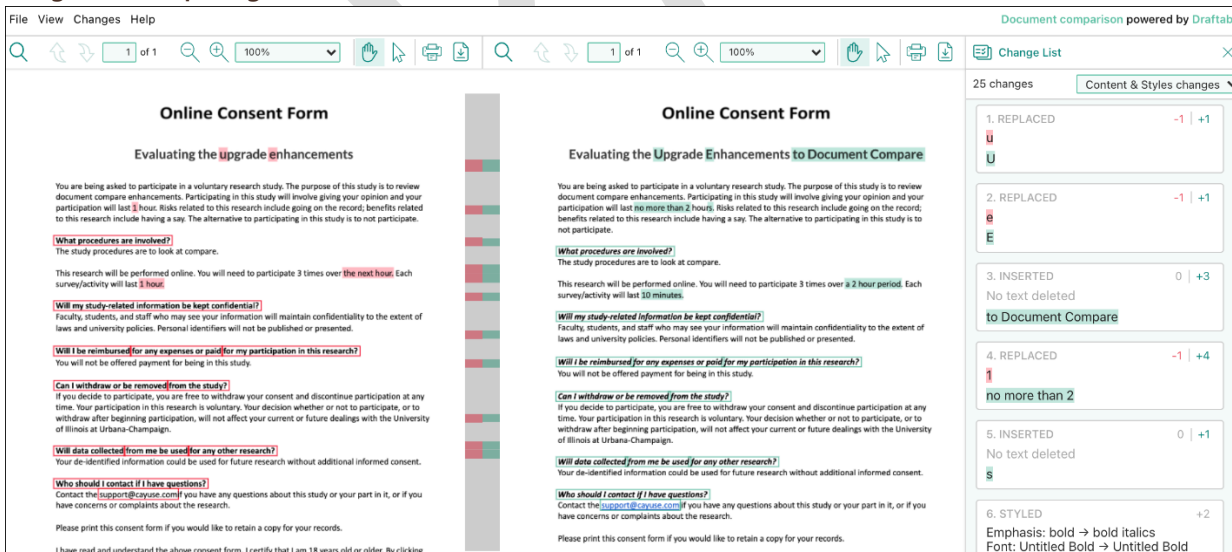 File View Changes Help
Document comparison powered by Draftab
1 of 1 100%
1 of 1 100%
Change List
Online Consent Form
Evaluating the upgrade enhancements
You are being asked to participate in a voluntary research study. The purpose of this study is to review
document compare enhancements. Participating in this study will involve giving your opinion and your
participation will last 1 hour. Risks related to this research include going on the record; benefits related
to this research include having a say. The alternative to participating in this study is to not participate.
What procedures are involved?
The study procedures are to look at compare.
This research will be performed online. You will need to participate 3 times over the next hour. Each
survey/activity will last 1 hour.
Will my study-related information be kept confidential?
Faculty, students, and staff who may see your information will maintain confidentiality to the extent of
laws and university policies. Personal identifiers will not be published or presented.
Will I be reimbursed for any expenses or paid for my participation in this research?
You will not be offered payment for being in this study.
Can I withdraw or be removed from the study?
If you decide to participate, you are free to withdraw your consent and discontinue participation at any
time. Your participation in this research is voluntary. Your decision whether or not to participate, or to
withdraw after beginning participation, will not affect your current or future dealings with the University
of Illinois at Urbana-Champaign.
Will data collected from me be used for any other research?
Your de-identified information could be used for future research without additional informed consent.
Who should I contact if I have questions?
Contact the support@cayuse.com if you have any questions about this study or your part in it, or if you
have concerns or complaints about the research.
Please print this consent form if you would like to retain a copy for your records.
I have read and understand the above consent form. I certify that I am 18 years old or older. By clicking
Online Consent Form
Evaluating the Upgrade Enhancements to Document Compare
You are being asked to participate in a voluntary research study. The purpose of this study is to review
document compare enhancements. Participating in this study will involve giving your opinion and your
participation will last no more than 2 hours. Risks related to this research include going on the record;
benefits related to this research include having a say. The alternative to participating in this study is to
not participate.
What procedures are involved?
The study procedures are to look at compare.
This research will be performed online. You will need to participate 3 times over a 2 hour period. Each
survey/activity will last 10 minutes.
Will my study-related information be kept confidential?
Faculty, students, and staff who may see your information will maintain confidentiality to the extent of
laws and university policies. Personal identifiers will not be published or presented.
Will I be reimbursed for any expenses or paid for my participation in this research?
You will not be offered payment for being in this study.
Can I withdraw or be removed from the study?
If you decide to participate, you are free to withdraw your consent and discontinue participation at any
time. Your participation in this research is voluntary. Your decision whether or not to participate, or to
withdraw after beginning participation, will not affect your current or future dealings with the University
of Illinois at Urbana-Champaign.
Will data collected from me be used for any other research?
Your de-identified information could be used for future research without additional informed consent.
Who should I contact if I have questions?
Contact the support@cayuse.com if you have any questions about this study or your part in it, or if you
have concerns or complaints about the research.
Please print this consent form if you would like to retain a copy for your records.
25 changes Content & Styles changes
1. REPLACED -1 | +1
u
U
2. REPLACED -1 | +1
e
E
3. INSERTED 0 | +3
No text deleted
to Document Compare
4. REPLACED -1 | +4
1
no more than 2
5. INSERTED 0 | +1
No text deleted
s
6. STYLED +2
Emphasis: bold → bold italics
Font: Untitled Bold → Untitled Bold